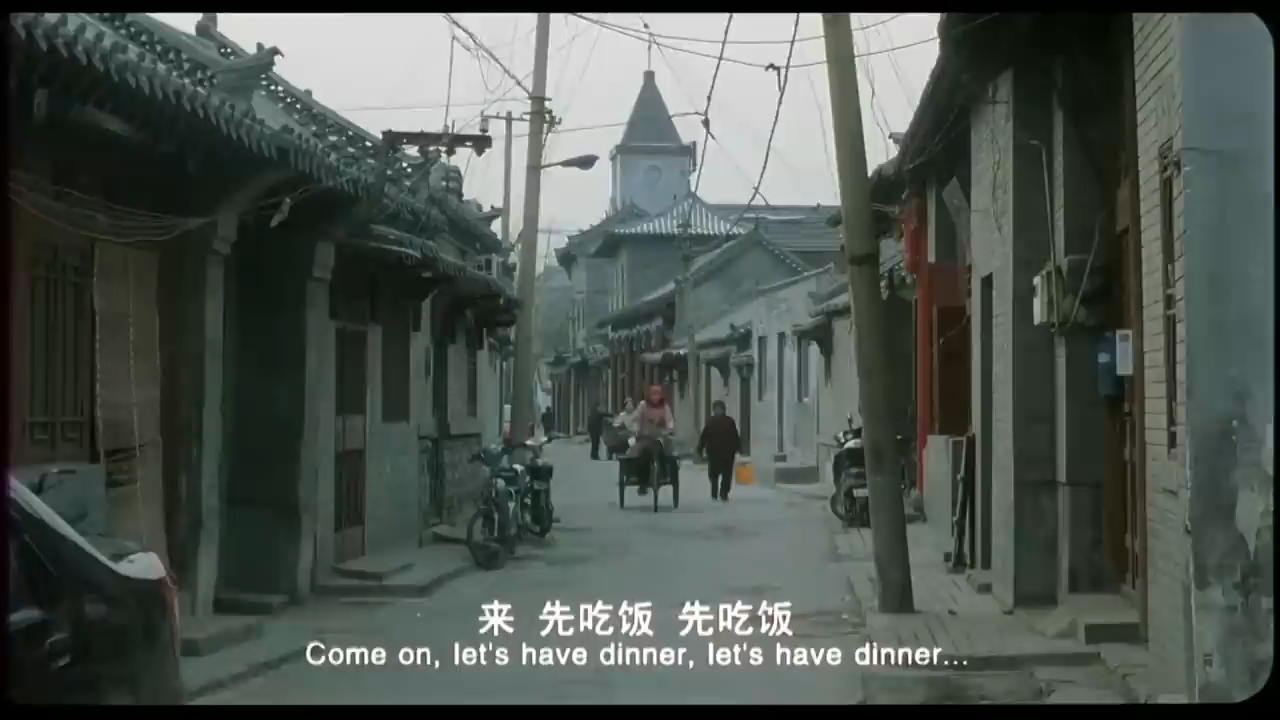 来 先吃饭 先吃饭
Come on, let's have dinner, let's have dinner...